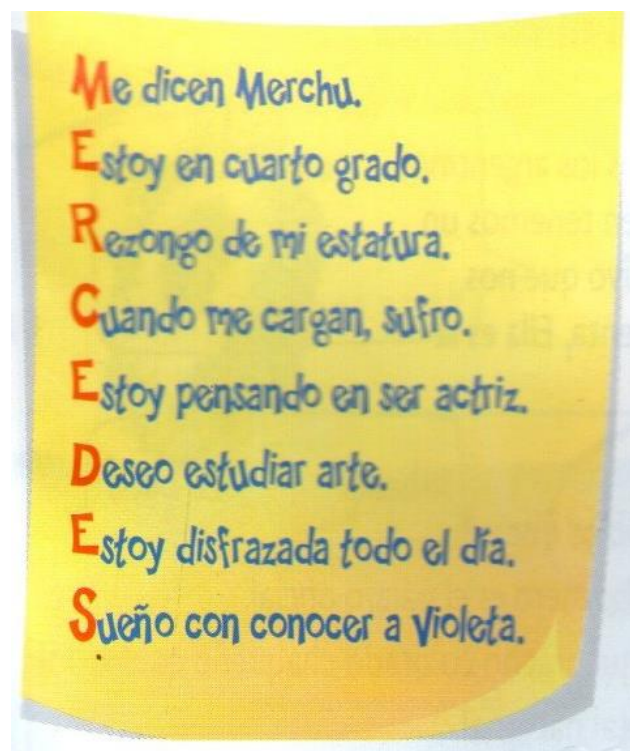 Me dicen Merchu.
Estoy en cuarto grado.
Rezongo de mi estatura.
Cuando me cargan, sufro.
Estoy pensando en ser actriz.
Deseo estudiar arte.
Estoy disfrazada todo el día.
Sueño con conocer a Violeta.